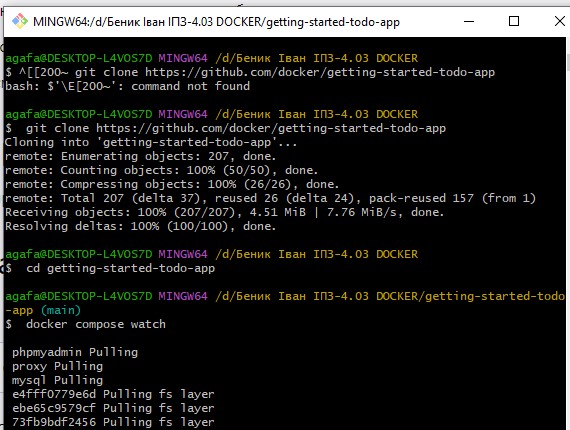 MINGW64:/d/Беник Іван ІПЗ-4.03 DOCKER/getting-started-todo-app
agafa@DESKTOP-L4VOS7D MINGW64 /d/Беник Іван ІПЗ-4.03 DOCKER
$ ^[[200~ git clone https://github.com/docker/getting-started-todo-app
bash: $'\E[200~': command not found
agafa@DESKTOP-L4VOS7D MINGW64 /d/Беник Іван ІПЗ-4.03 DOCKER
$  git clone https://github.com/docker/getting-started-todo-app
Cloning into 'getting-started-todo-app'...
remote: Enumerating objects: 207, done.
remote: Counting objects: 100% (50/50), done.
remote: Compressing objects: 100% (26/26), done.
remote: Total 207 (delta 37), reused 26 (delta 24), pack-reused 157 (from 1)
Receiving objects: 100% (207/207), 4.51 MiB | 7.76 MiB/s, done.
Resolving deltas: 100% (100/100), done.
agafa@DESKTOP-L4VOS7D MINGW64 /d/Беник Іван ІПЗ-4.03 DOCKER
$  cd getting-started-todo-app
agafa@DESKTOP-L4VOS7D MINGW64 /d/Беник Іван ІПЗ-4.03 DOCKER/getting-started-todo
-app (main)
$  docker compose watch
phpmyadmin Pulling
proxy Pulling
mysql Pulling
e4fff0779e6d Pulling fs layer
ebe65c9579cf Pulling fs layer
73fb9bdf2456 Pulling fs layer